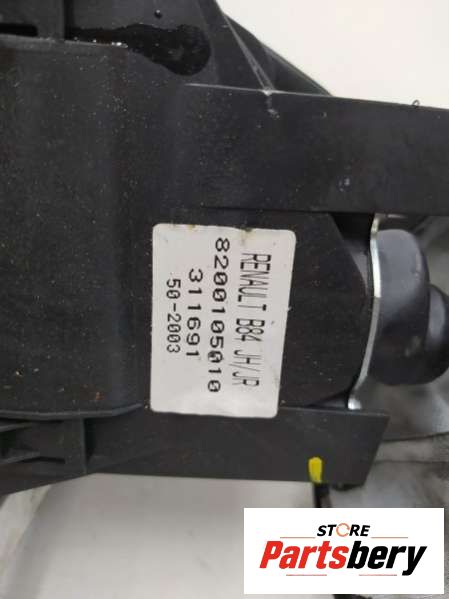 RENAULT B84 JH/JR
8200105010
311691
50-2003
STORE
Partsbery